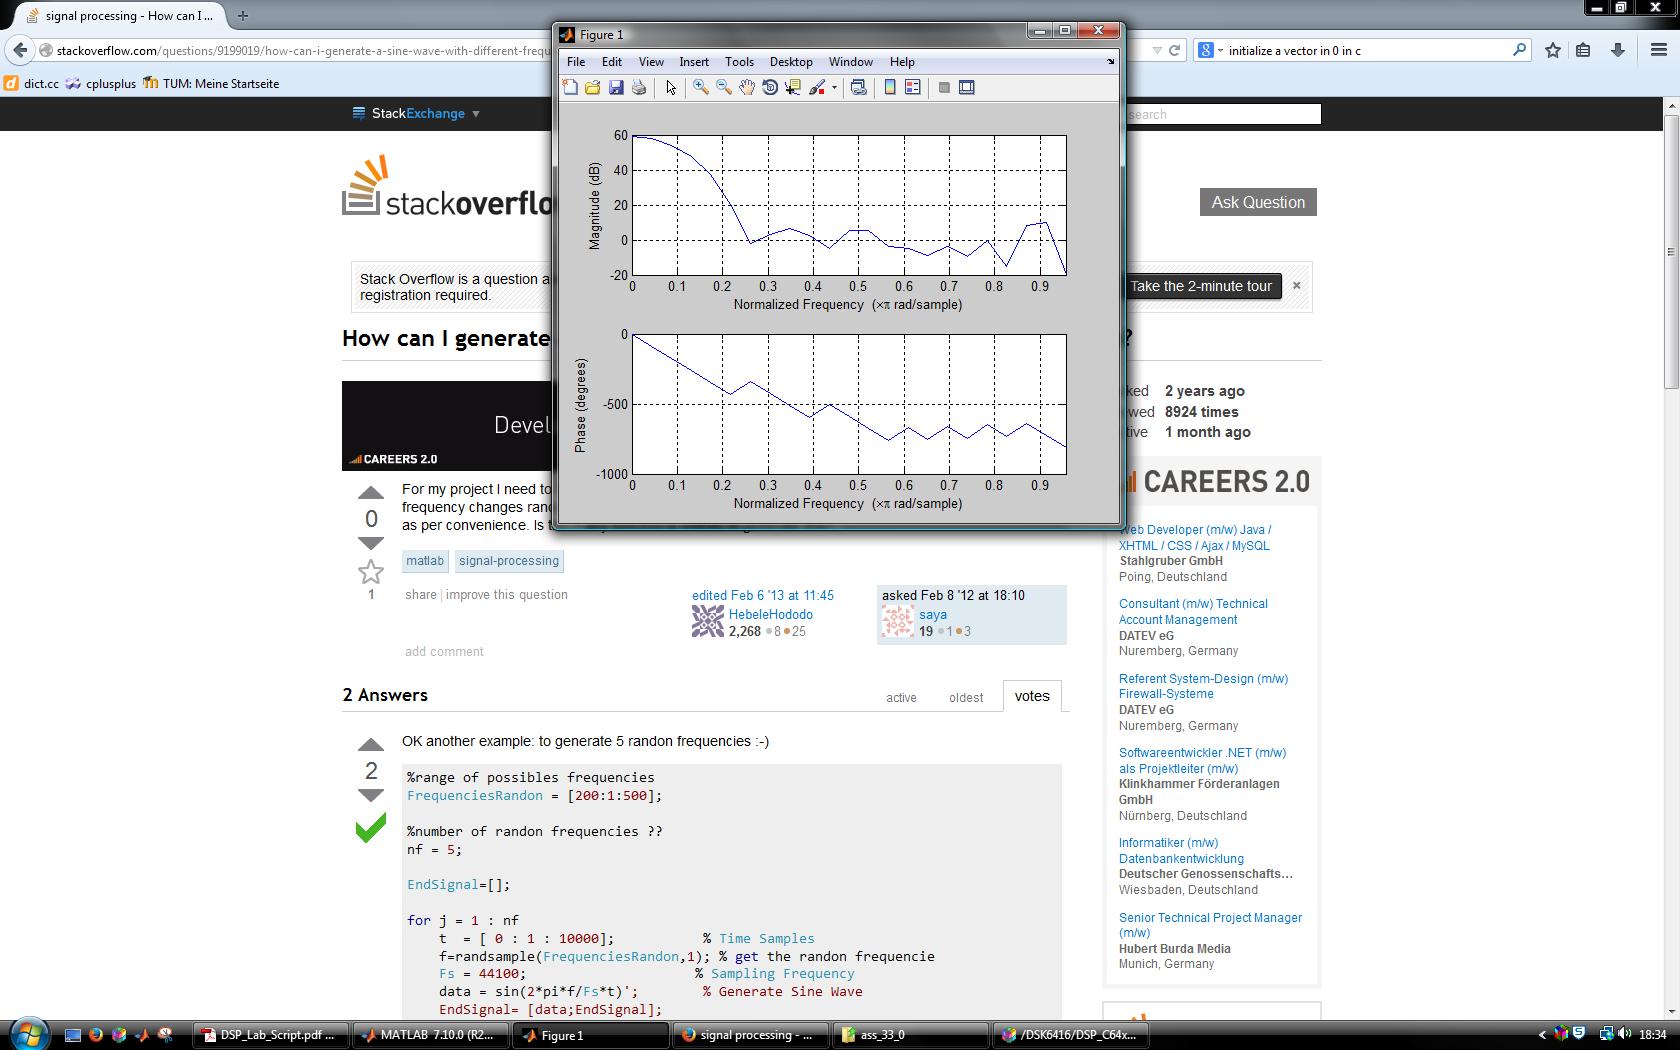 signal processing - How can I ...
stackoverflow.com/questions/9199019/how-can-i-generate-a-sine-wave-with-different-frequ
initialize a vector in 0 in c
dict.cc
cplusplus
TUM: Meine Startseite
StackExchange
search
stackoverflo
Ask Question
Stack Overflow is a question a
registration required.
Take the 2-minute tour
×
How can I generate
?
Figure 1
File Edit View Insert Tools Desktop Window Help
60
40
20
0
-20
Magnitude (dB)
0 0.1 0.2 0.3 0.4 0.5 0.6 0.7 0.8 0.9
Normalized Frequency (×π rad/sample)
0
-500
-1000
Phase (degrees)
0 0.1 0.2 0.3 0.4 0.5 0.6 0.7 0.8 0.9
Normalized Frequency (×π rad/sample)
Devel
CAREERS 2.0
0
1
For my project I need to
frequency changes rand
as per convenience. Is t
matlab signal-processing
share improve this question
edited Feb 6 '13 at 11:45
HebeleHododo
2,268 8 25
asked Feb 8 '12 at 18:10
saya
19 1 3
add comment
ked 2 years ago
wed 8924 times
tive 1 month ago
CAREERS 2.0
Web Developer (m/w) Java /
XHTML / CSS / Ajax / MySQL
Stahlgruber GmbH
Poing, Deutschland
Consultant (m/w) Technical
Account Management
DATEV eG
Nuremberg, Germany
Referent System-Design (m/w)
Firewall-Systeme
DATEV eG
Nuremberg, Germany
Softwareentwickler .NET (m/w)
als Projektleiter (m/w)
Klinkhammer Förderanlagen
GmbH
Nürnberg, Deutschland
Informatiker (m/w)
Datenbankentwicklung
Deutscher Genossenschafts...
Wiesbaden, Deutschland
Senior Technical Project Manager
(m/w)
Hubert Burda Media
Munich, Germany
2 Answers
active oldest votes
2
OK another example: to generate 5 randon frequencies :-)
%range of possibles frequencies
FrequenciesRandon = [200:1:500];
%number of randon frequencies ??
nf = 5;
EndSignal=[];
for j = 1 : nf
t = [ 0 : 1 : 10000]; % Time Samples
f=randsample(FrequenciesRandon,1); % get the randon frequencie
Fs = 44100; % Sampling Frequency
data = sin(2*pi*f/Fs*t)'; % Generate Sine Wave
EndSignal= [data;EndSignal];
DSP_Lab_Script.pdf ...
MATLAB 7.10.0 (R2...
Figure 1
signal processing - ...
ass_33_0
/DSK6416/DSP_C64x...
18:34